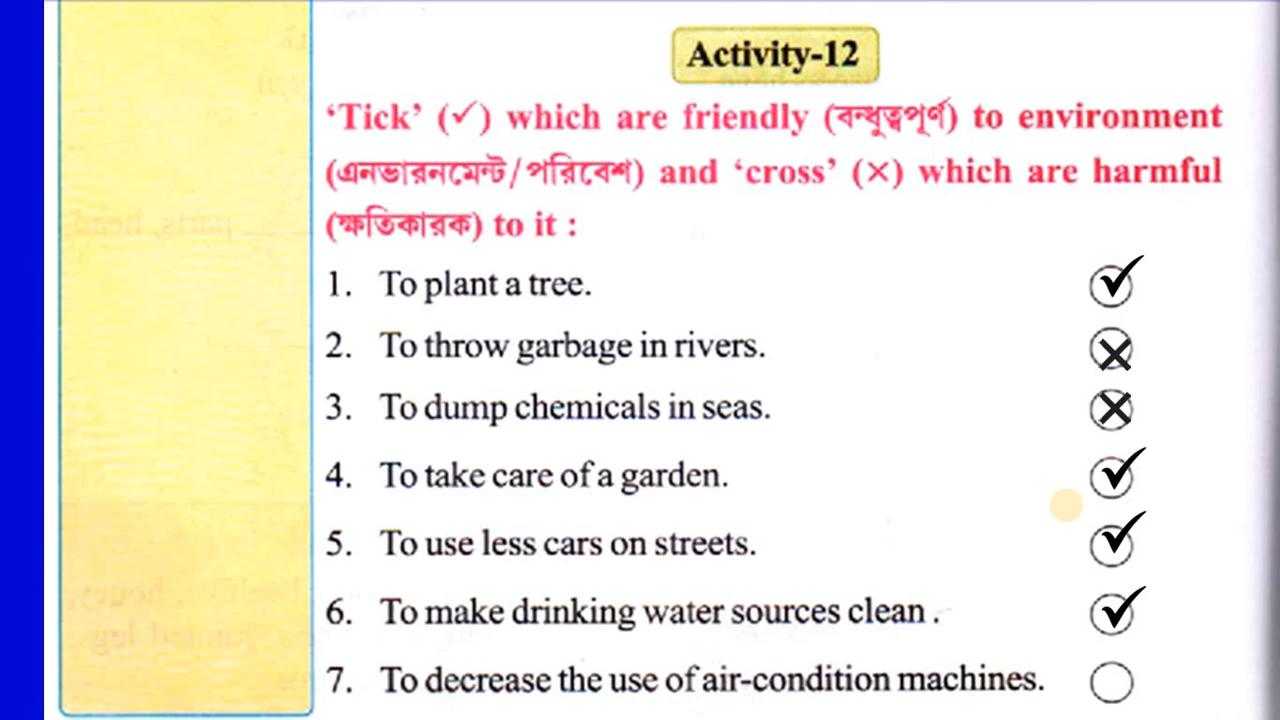 Activity-12
‘Tick’ (✓) which are friendly (বন্ধুত্বপূর্ণ) to environment
(এনভারনমেন্ট/পরিবেশ) and ‘cross’ (×) which are harmful
(ক্ষতিকারক) to it :
1. To plant a tree. ✓
2. To throw garbage in rivers. ×
3. To dump chemicals in seas. ×
4. To take care of a garden. ✓
5. To use less cars on streets. ✓
6. To make drinking water sources clean . ✓
7. To decrease the use of air-condition machines.